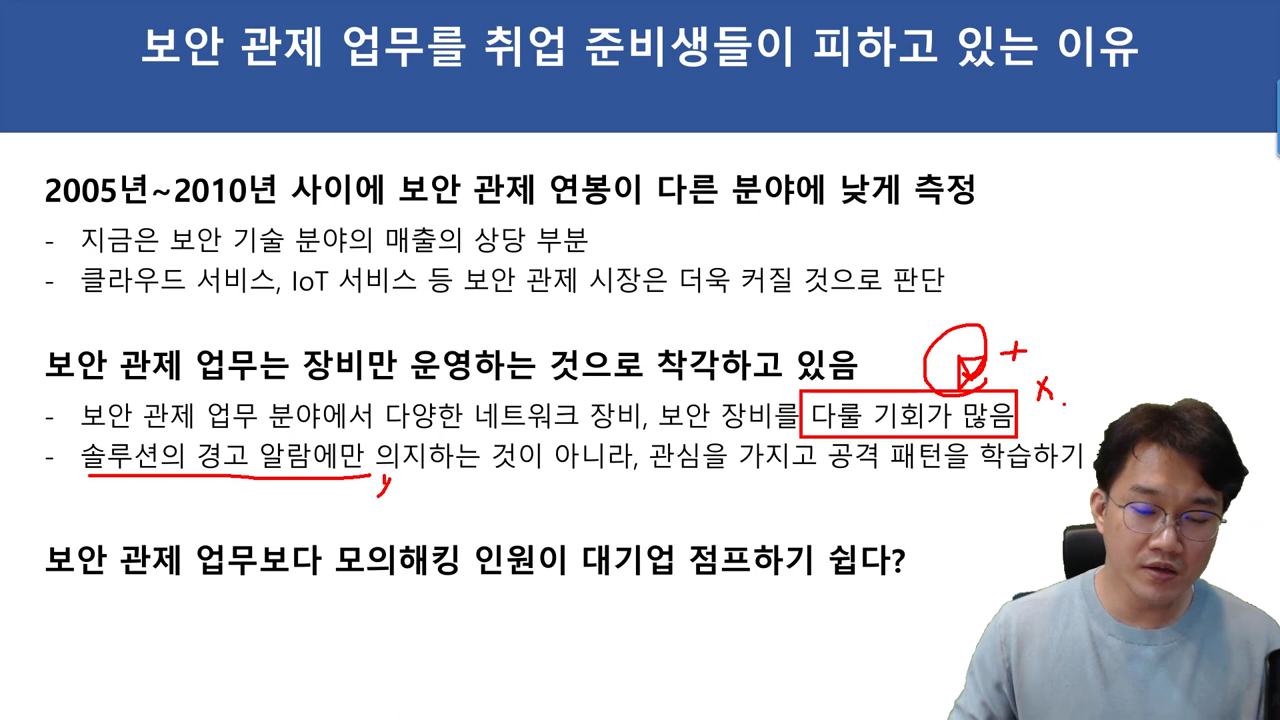 보안 관제 업무를 취업 준비생들이 피하고 있는 이유
2005년~2010년 사이에 보안 관제 연봉이 다른 분야에 낮게 측정
- 지금은 보안 기술 분야의 매출의 상당 부분
- 클라우드 서비스, IoT 서비스 등 보안 관제 시장은 더욱 커질 것으로 판단
보안 관제 업무는 장비만 운영하는 것으로 착각하고 있음
- 보안 관제 업무 분야에서 다양한 네트워크 장비, 보안 장비를 다룰 기회가 많음
- 솔루션의 경고 알람에만 의지하는 것이 아니라, 관심을 가지고 공격 패턴을 학습하기
보안 관제 업무보다 모의해킹 인원이 대기업 점프하기 쉽다?